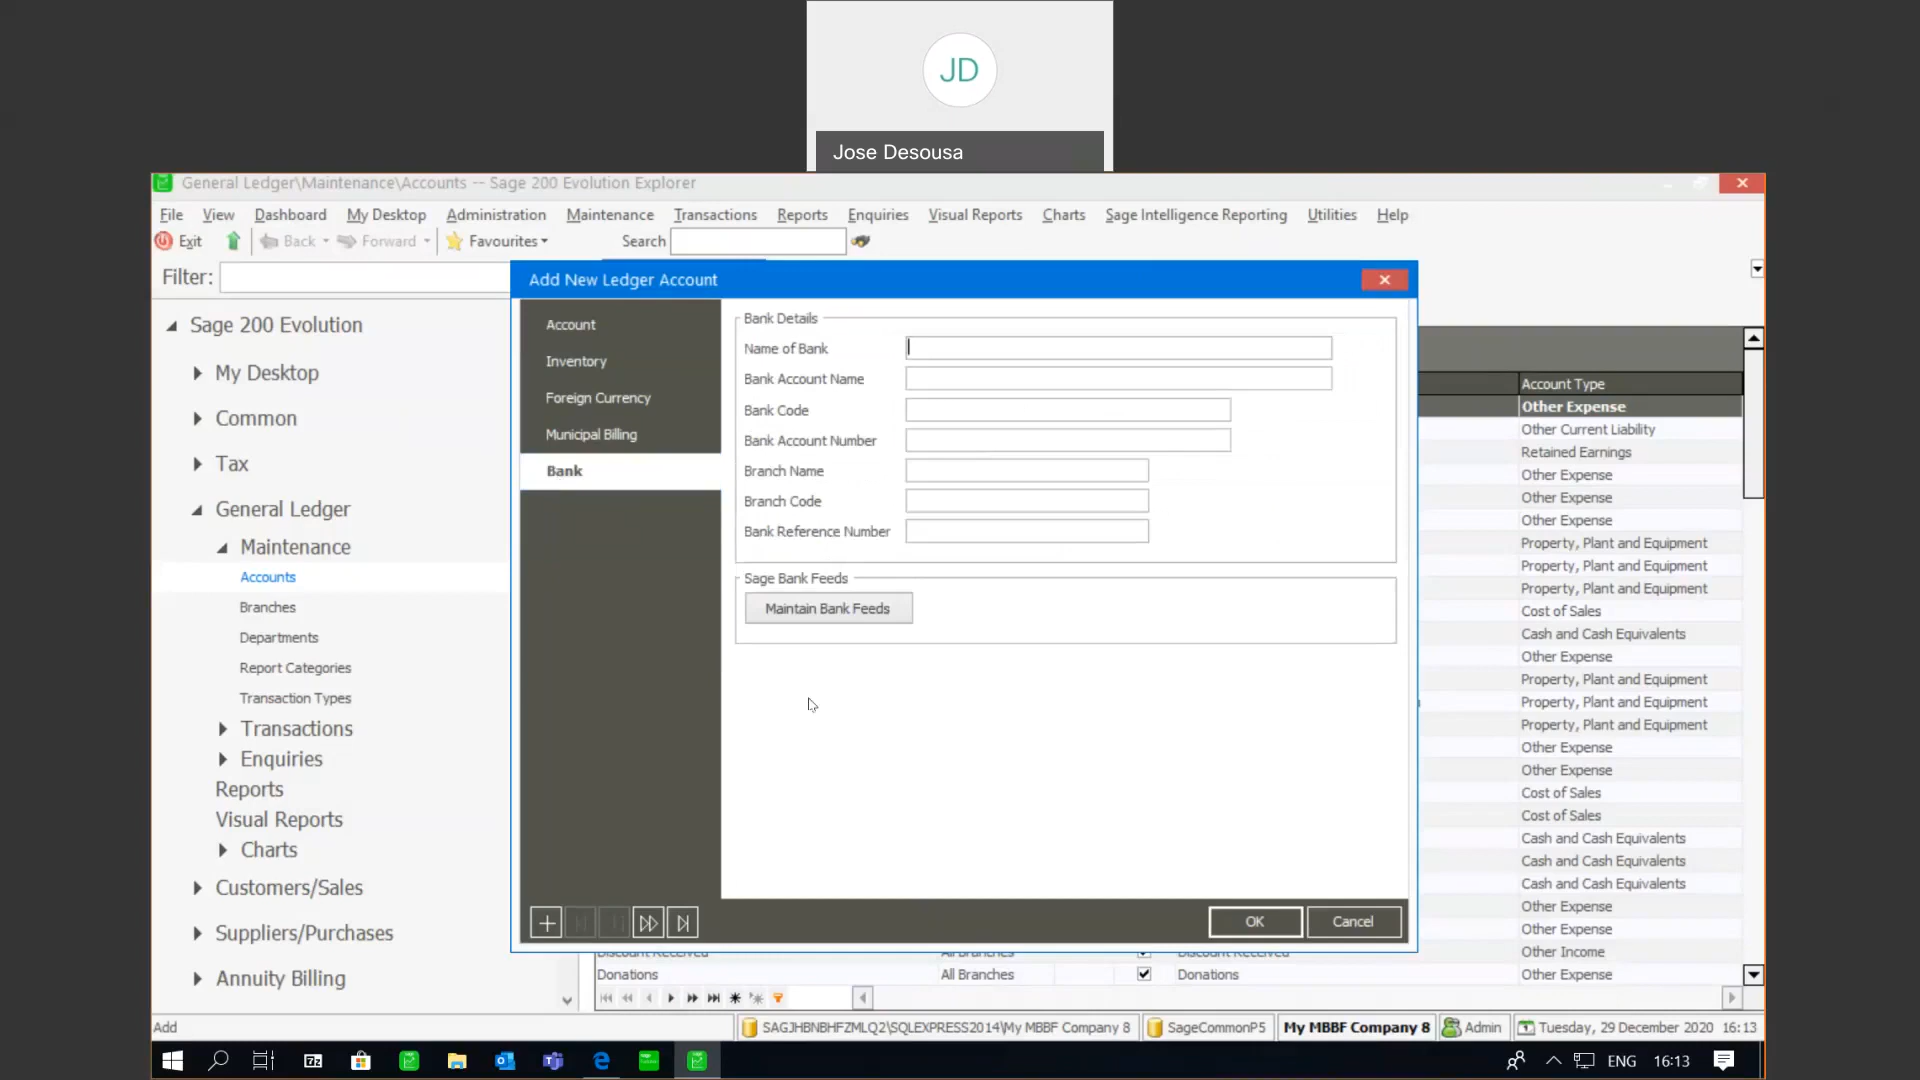 JD
Jose Desousa
General Ledger\Maintenance\Accounts -- Sage 200 Evolution Explorer
File View Dashboard My Desktop Administration Maintenance Transactions Reports Enquiries Visual Reports Charts Sage Intelligence Reporting Utilities Help
Exit Back Forward Favourites Search
Filter:
Sage 200 Evolution
My Desktop
Common
Tax
General Ledger
Maintenance
Accounts
Branches
Departments
Report Categories
Transaction Types
Transactions
Enquiries
Reports
Visual Reports
Charts
Customers/Sales
Suppliers/Purchases
Annuity Billing
Add New Ledger Account
Account
Inventory
Foreign Currency
Municipal Billing
Bank
Bank Details
Name of Bank
Bank Account Name
Bank Code
Bank Account Number
Branch Name
Branch Code
Bank Reference Number
Sage Bank Feeds
Maintain Bank Feeds
OK Cancel
Account Type
Other Expense
Other Current Liability
Retained Earnings
Other Expense
Other Expense
Other Expense
Property, Plant and Equipment
Property, Plant and Equipment
Property, Plant and Equipment
Cost of Sales
Cash and Cash Equivalents
Other Expense
Property, Plant and Equipment
Property, Plant and Equipment
Property, Plant and Equipment
Other Expense
Other Expense
Cost of Sales
Cost of Sales
Cash and Cash Equivalents
Cash and Cash Equivalents
Cash and Cash Equivalents
Other Expense
Other Expense
Discount Received All Branches Discount Received Other Income
Donations All Branches Donations Other Expense
Add SAGJHBNBHFZMLQ2\SQLEXPRESS2014\My MBBF Company 8 SageCommonP5 My MBBF Company 8 Admin Tuesday, 29 December 2020 16:13
7z ENG 16:13